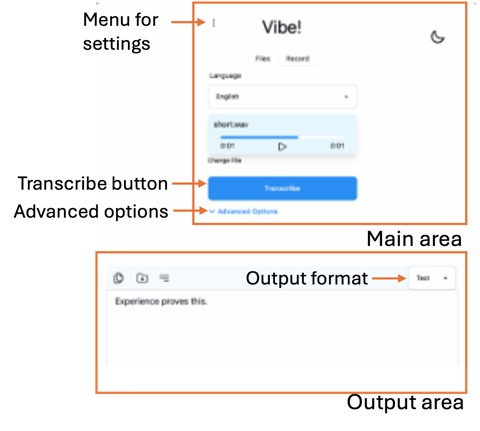 Menu for
settings
Vibe!
Files Record
Language
English
short.wav
0:01 0:01
Change File
Transcribe button
Transcribe
Advanced options
Advanced Options
Main area
Output format
Text
Experience proves this.
Output area